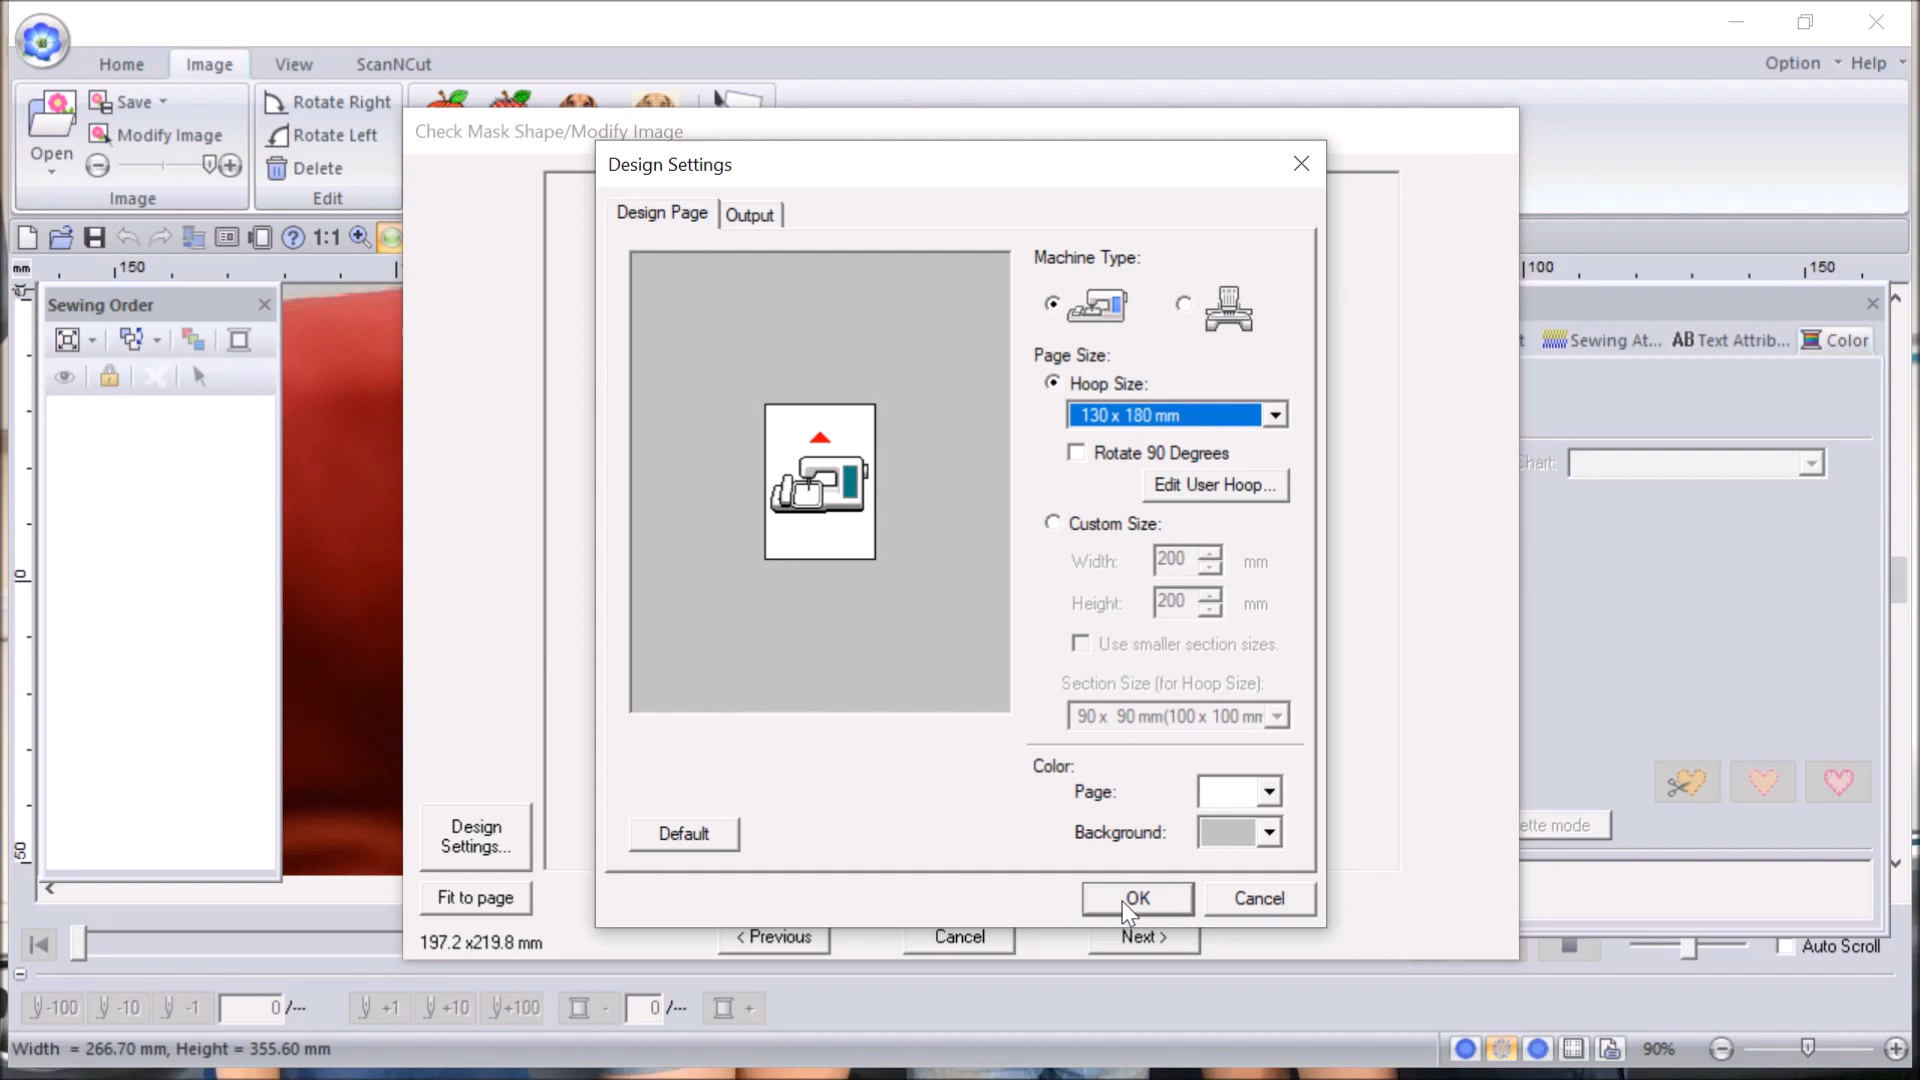 Home
Image
View
ScanNCut
Option
Help
Open
Save
Modify Image
Image
Rotate Right
Rotate Left
Delete
Edit
1:1
mm
150
100
150
0
50
Sewing Order
Check Mask Shape/Modify Image
Design Settings
Design Page
Output
Machine Type:
Page Size:
Hoop Size:
130 x 180 mm
Rotate 90 Degrees
Edit User Hoop...
Custom Size:
Width: 200 mm
Height: 200 mm
Use smaller section sizes.
Section Size (for Hoop Size):
90 x 90 mm(100 x 100 mm
Color:
Page:
Background:
Default
OK
Cancel
Design
Settings...
Fit to page
197.2 x219.8 mm
< Previous
Cancel
Next >
t
Sewing At...
AB Text Attrib...
Color
Chart:
ette mode
Auto Scroll
-100
-10
-1
0 /---
+1
+10
+100
-
0 /---
+
Width = 266.70 mm, Height = 355.60 mm
90%